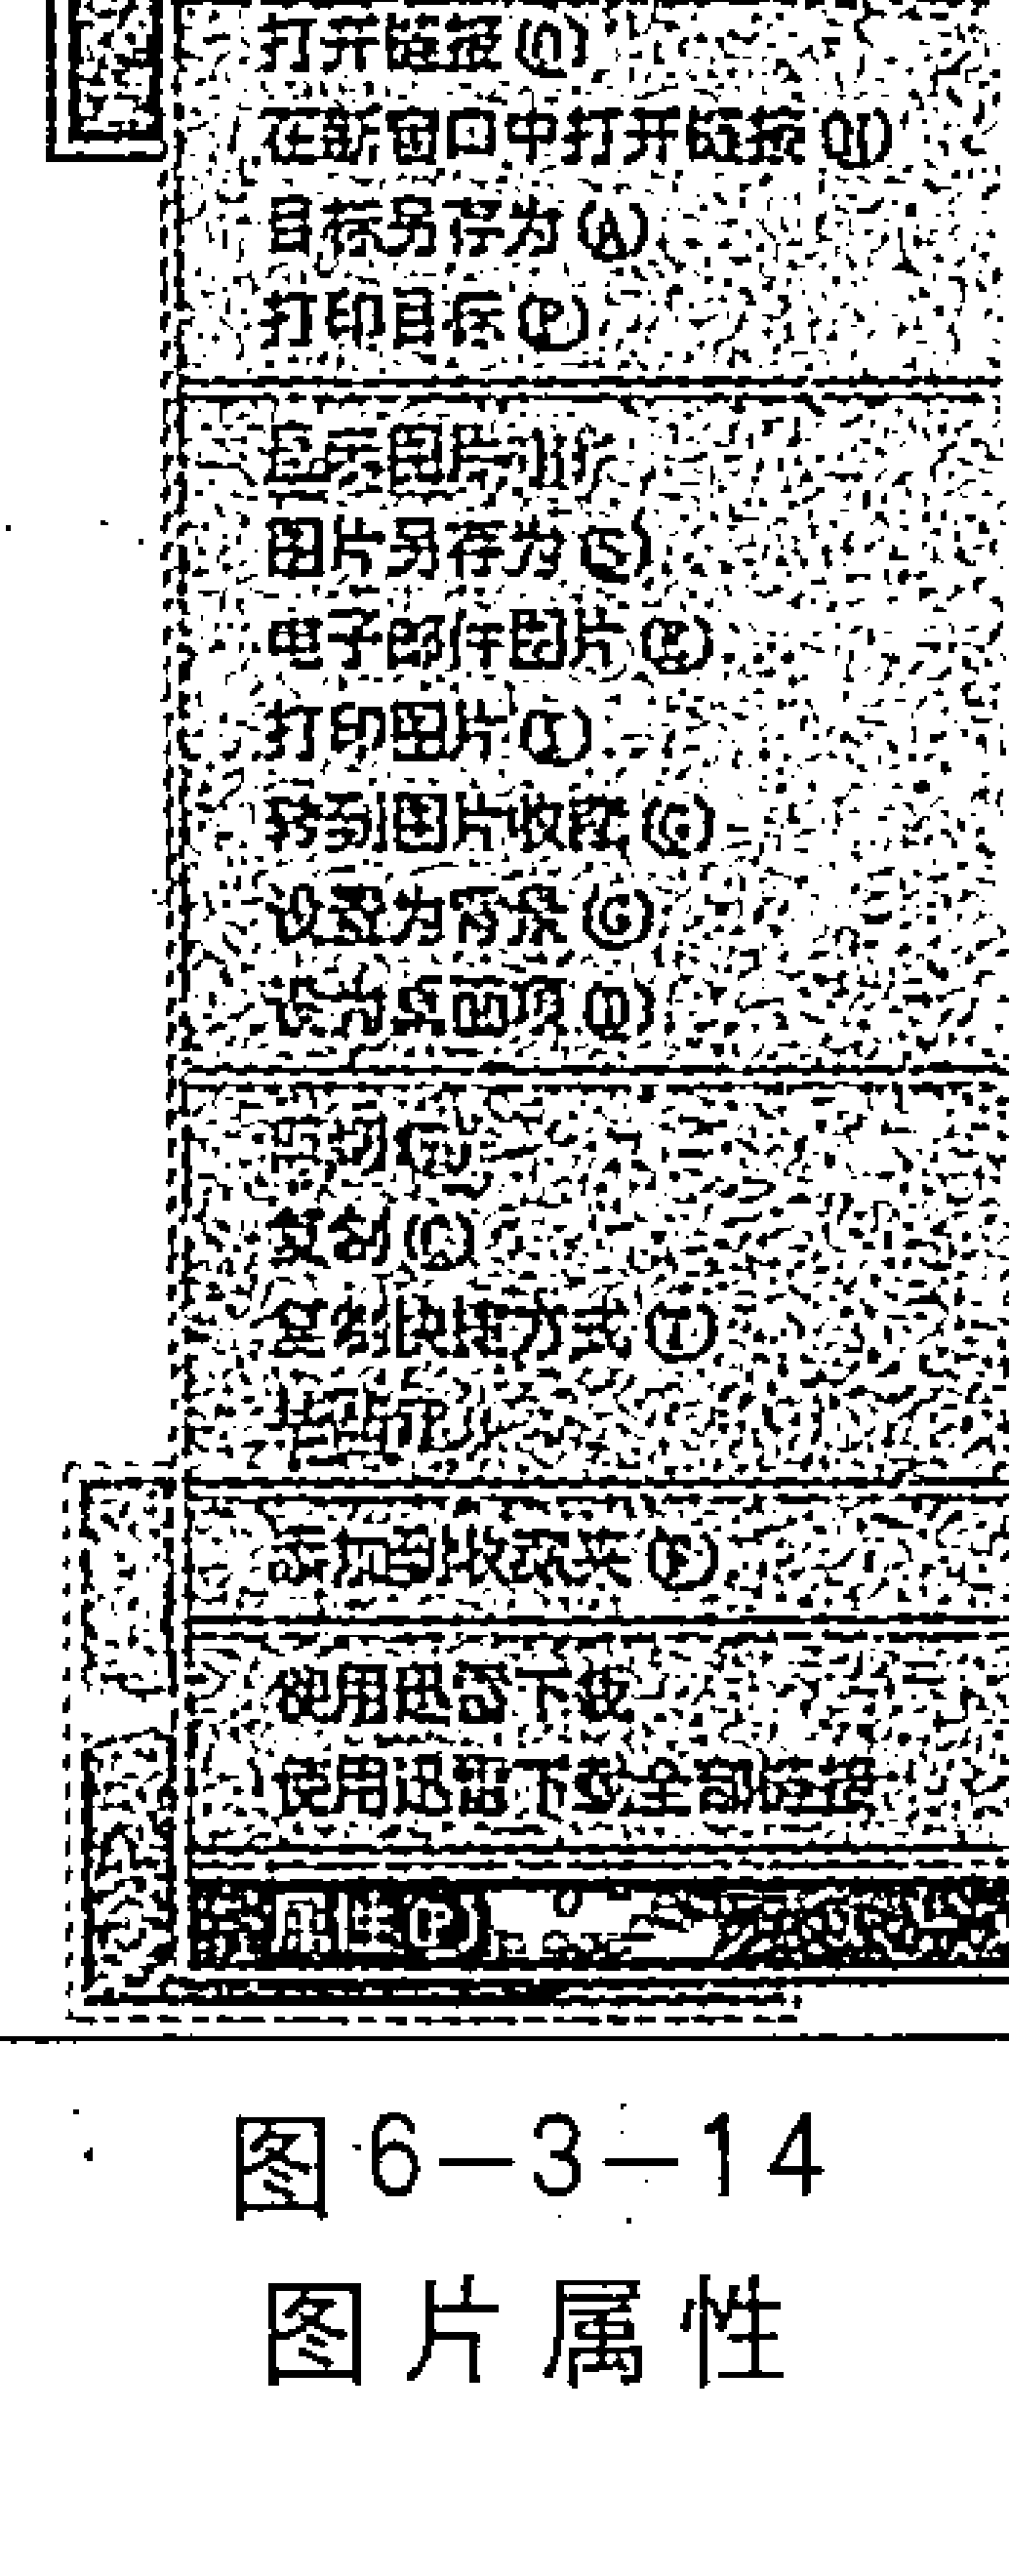 打开链接(O)
在新窗口中打开链接(N)
目标另存为(A)
打印目标(P)
显示图片(H)
图片另存为(S)
电子邮件图片(E)
打印图片(I)
转到图片收藏(G)
设置为背景(G)
设为桌面项(D)
剪切(T)
复制(C)
复制快捷方式(T)
粘贴(P)
添加到收藏夹(F)
使用迅雷下载
使用迅雷下载全部链接
属性(P)
图6-3-14
图片属性